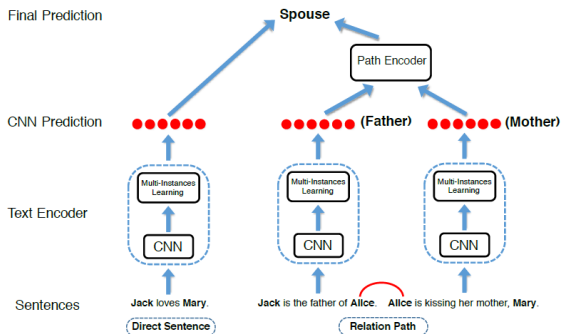 Final Prediction
Spouse
Path Encoder
CNN Prediction
(Father)
(Mother)
Multi-Instances
Learning
Multi-Instances
Learning
Multi-Instances
Learning
Text Encoder
CNN
CNN
CNN
Sentences
Jack loves Mary.
Jack is the father of Alice.
Alice is kissing her mother, Mary.
Direct Sentence
Relation Path